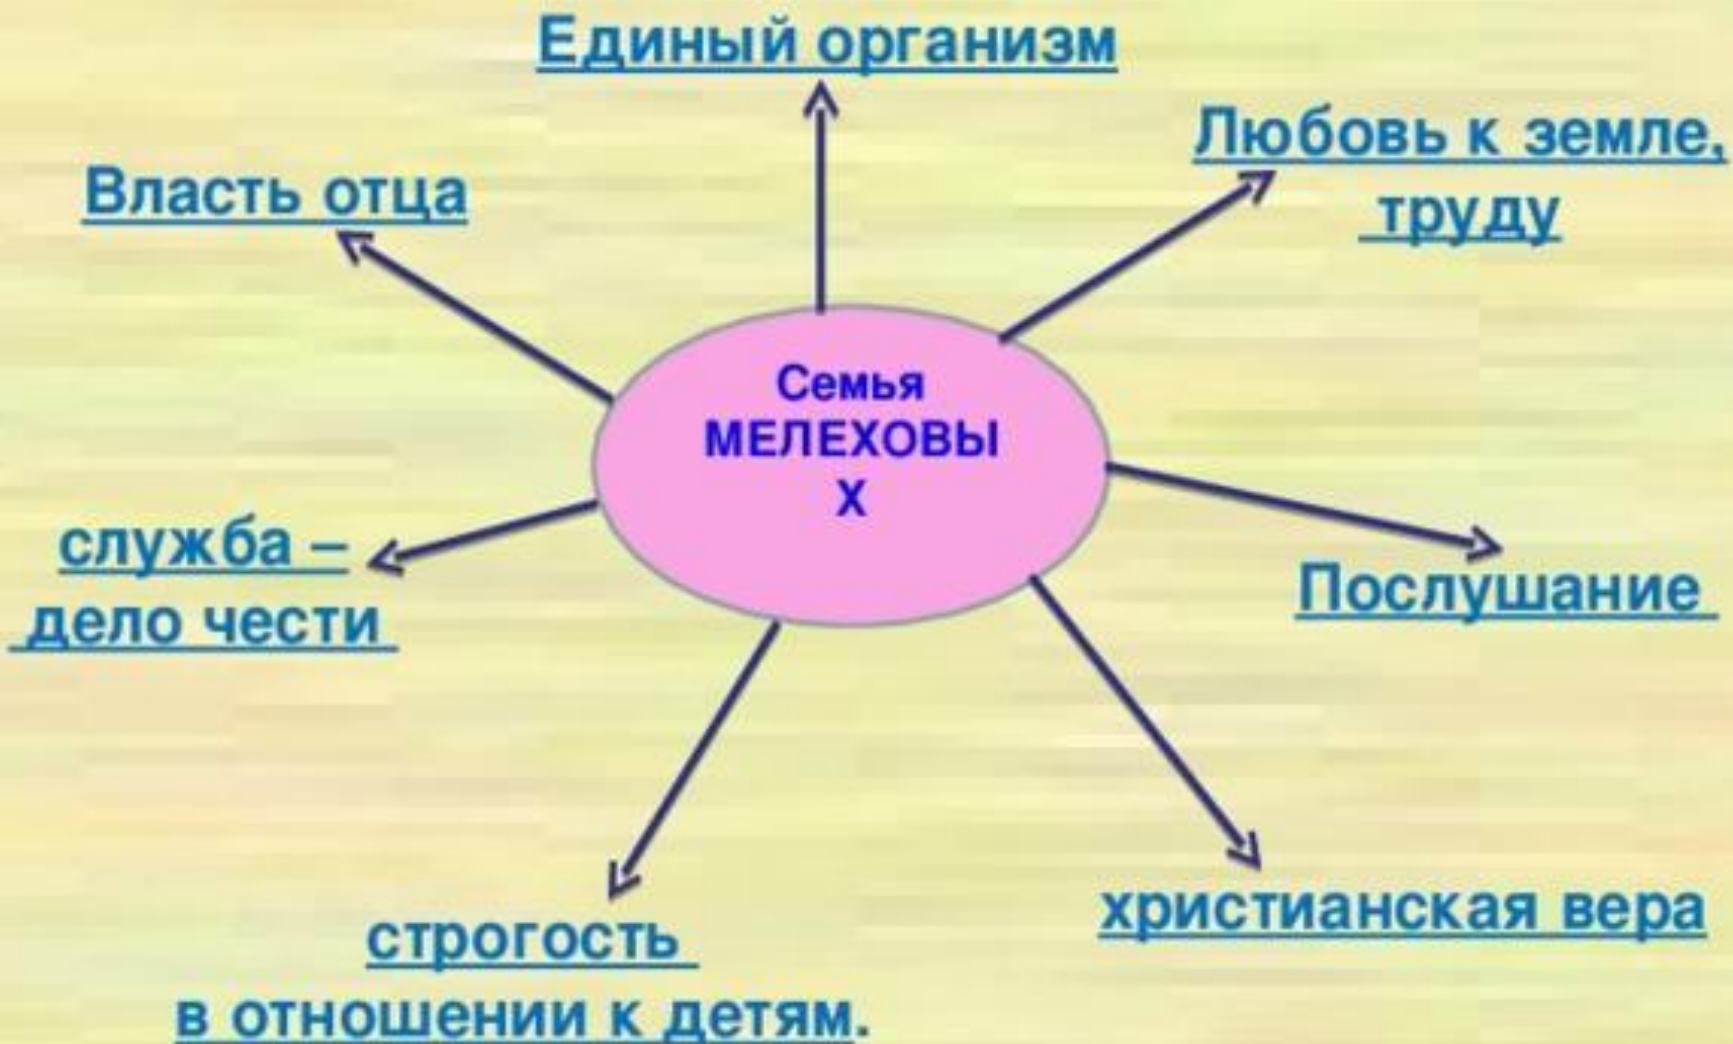 Единый организм
Любовь к земле,
труду
Власть отца
Семья
МЕЛЕХОВЫ
Х
служба –
дело чести
Послушание
христианская вера
строгость
в отношении к детям.